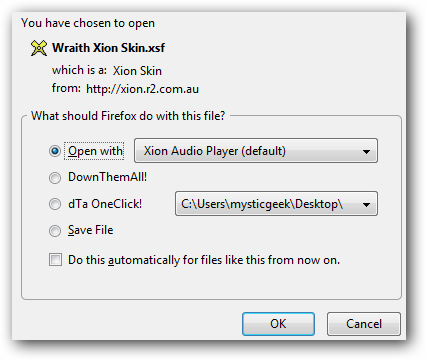 You have chosen to open
Wraith Xion Skin.xsf
which is a: Xion Skin
from: http://xion.r2.com.au
What should Firefox do with this file?
Open with Xion Audio Player (default)
DownThemAll!
dTa OneClick! C:\Users\mysticgeek\Desktop\
Save File
Do this automatically for files like this from now on.
OK Cancel